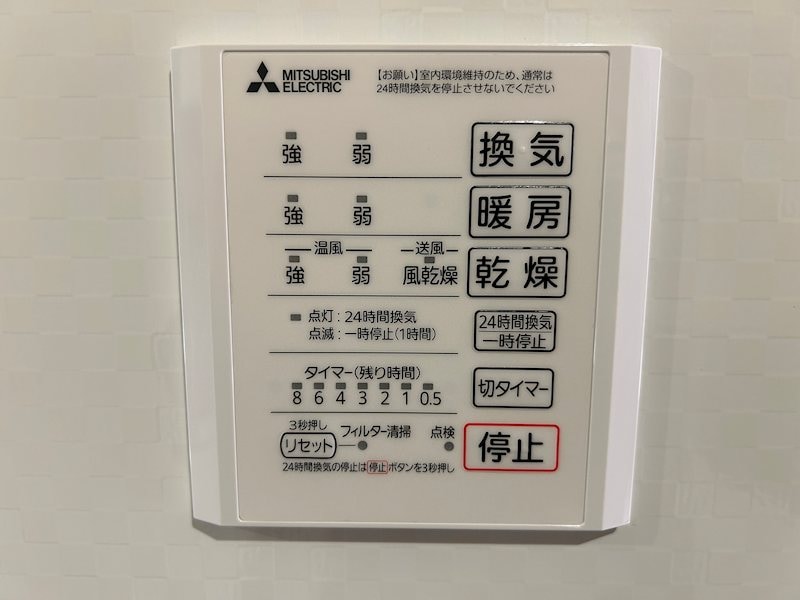 MITSUBISHI
ELECTRIC
【お願い】室内環境維持のため、通常は
24時間換気を停止させないでください
強 弱 換気
強 弱 暖房
温風 送風
強 弱 風乾燥 乾燥
点灯：24時間換気
点滅：一時停止(1時間)
24時間換気
一時停止
タイマー(残り時間)
8 6 4 3 2 1 0.5
切タイマー
3秒押し
リセット フィルター清掃 点検 停止
24時間換気の停止は停止ボタンを3秒押し